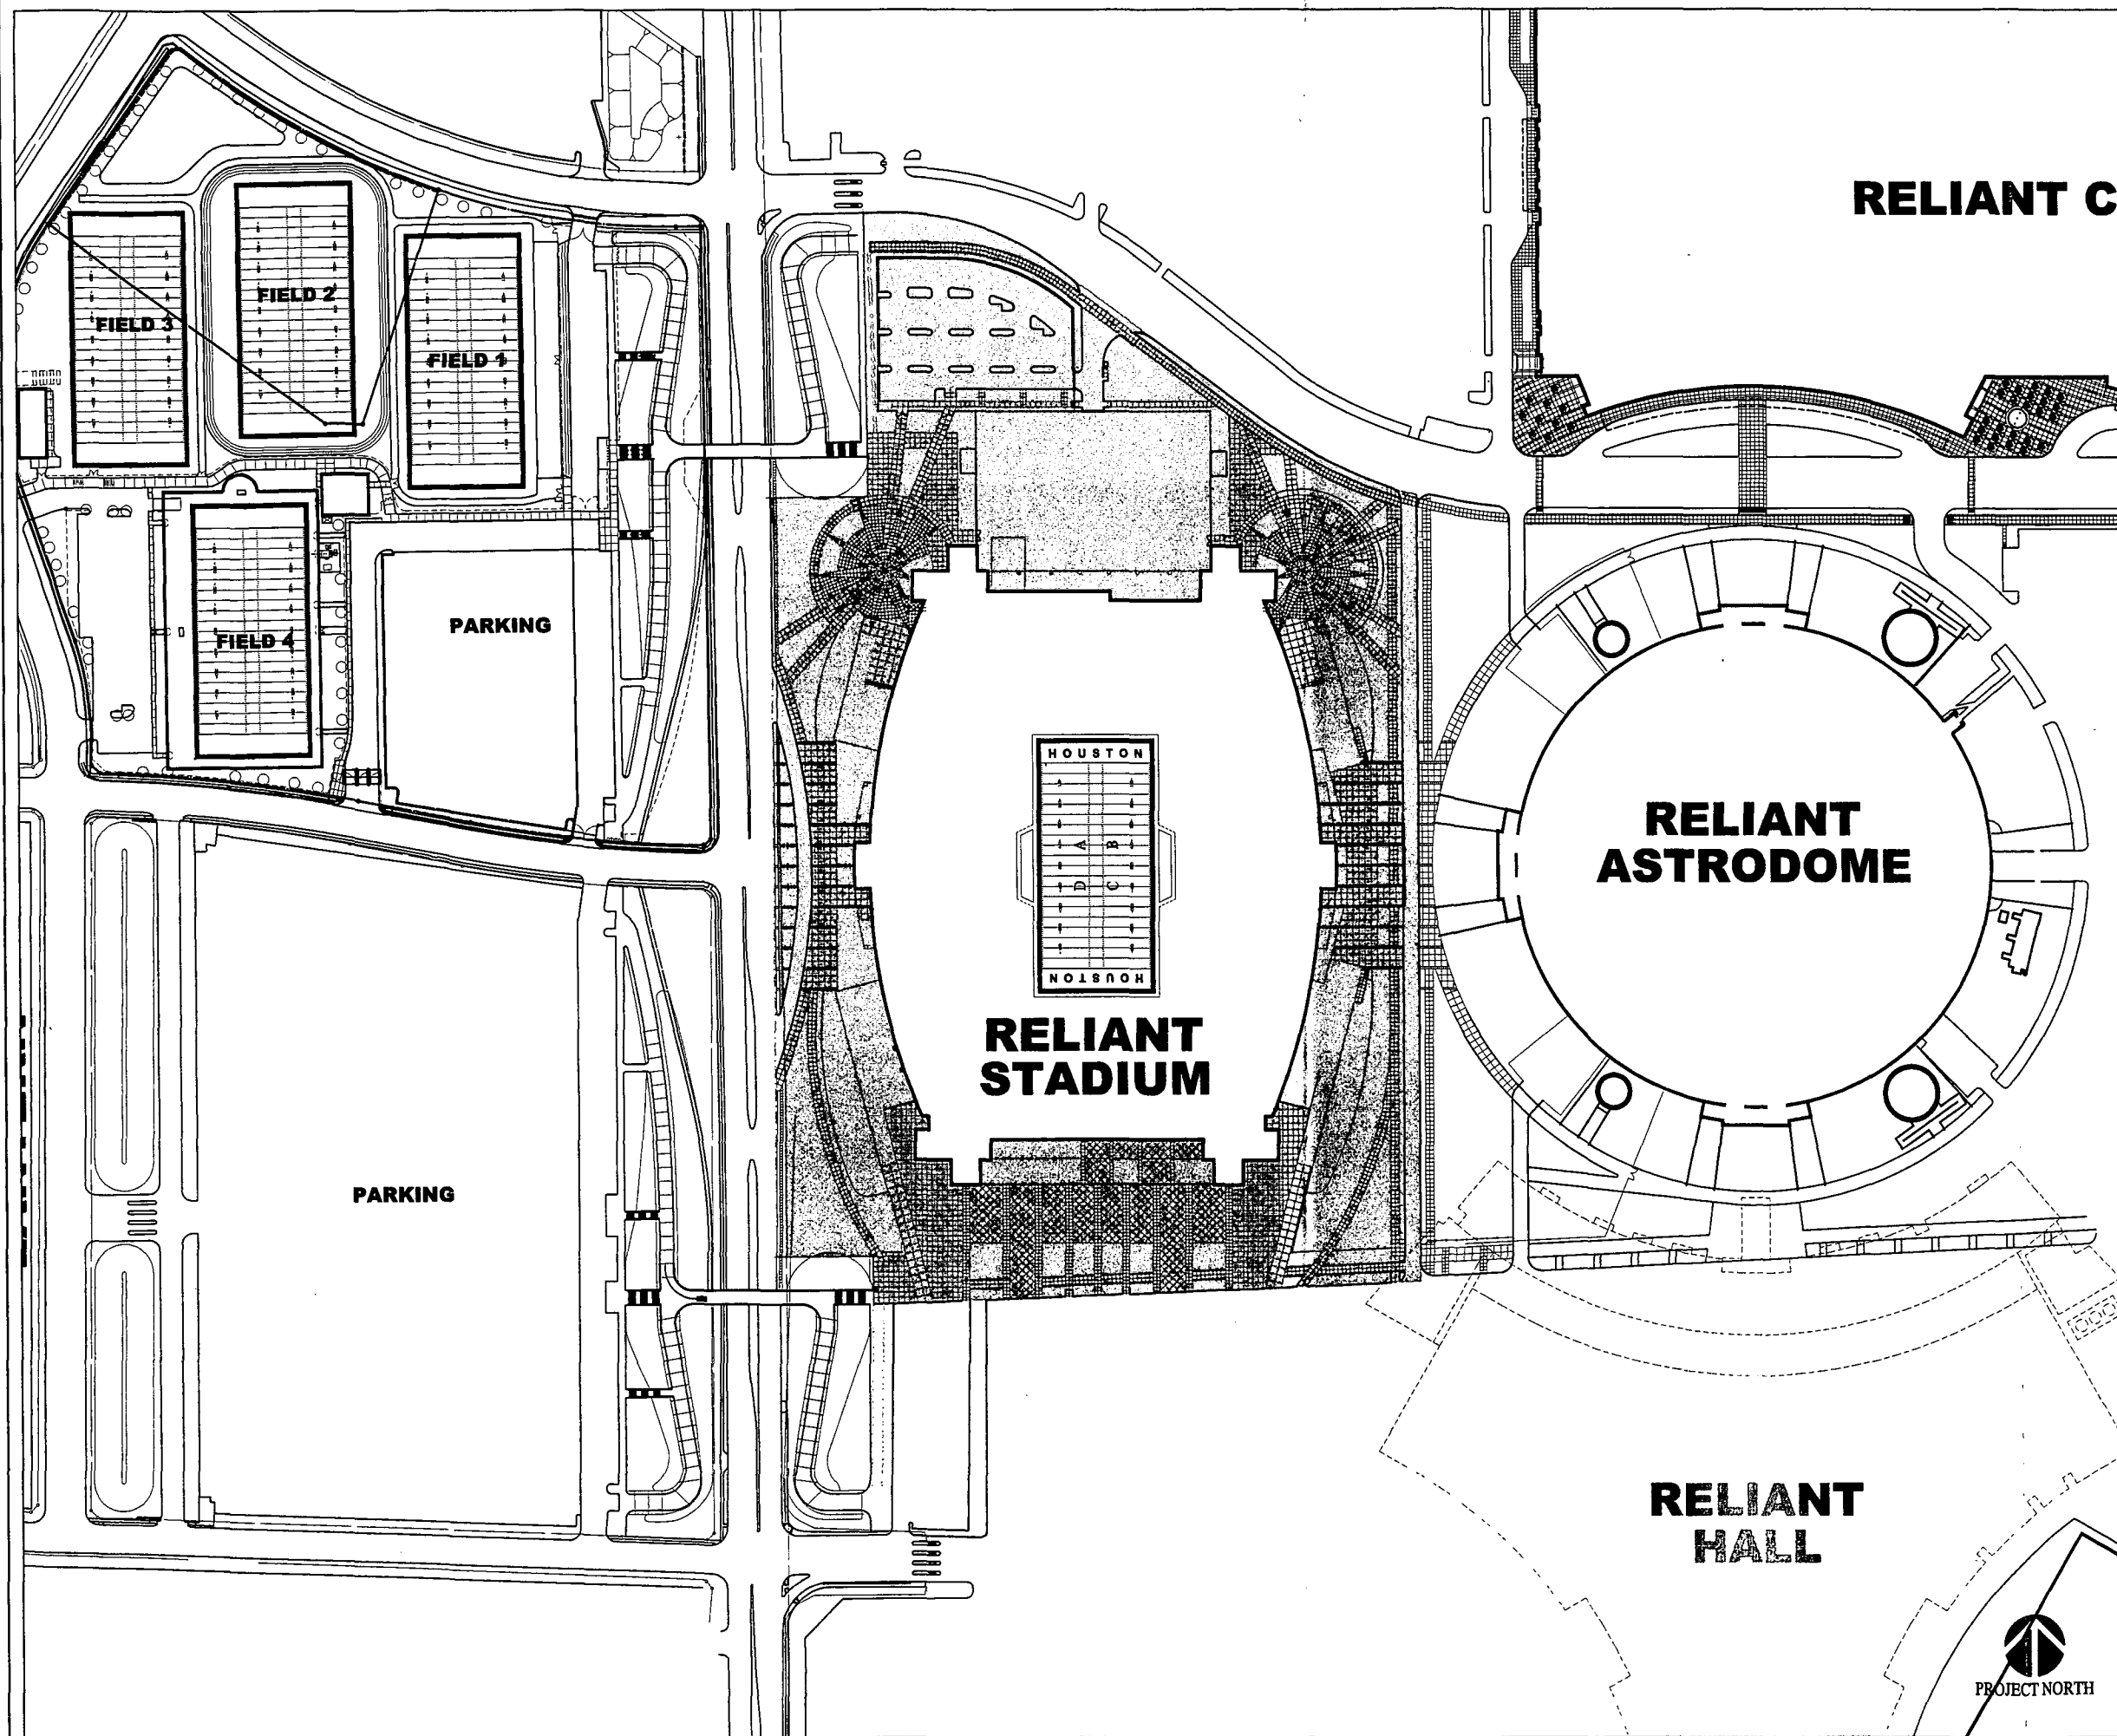 RELIANT C
FIELD 2
FIELD 3
FIELD 1
PARKING
FIELD 4
HOUSTON
A B
D C
HOUSTON
RELIANT
STADIUM
RELIANT
ASTRODOME
PARKING
RELIANT
HALL
PROJECT NORTH